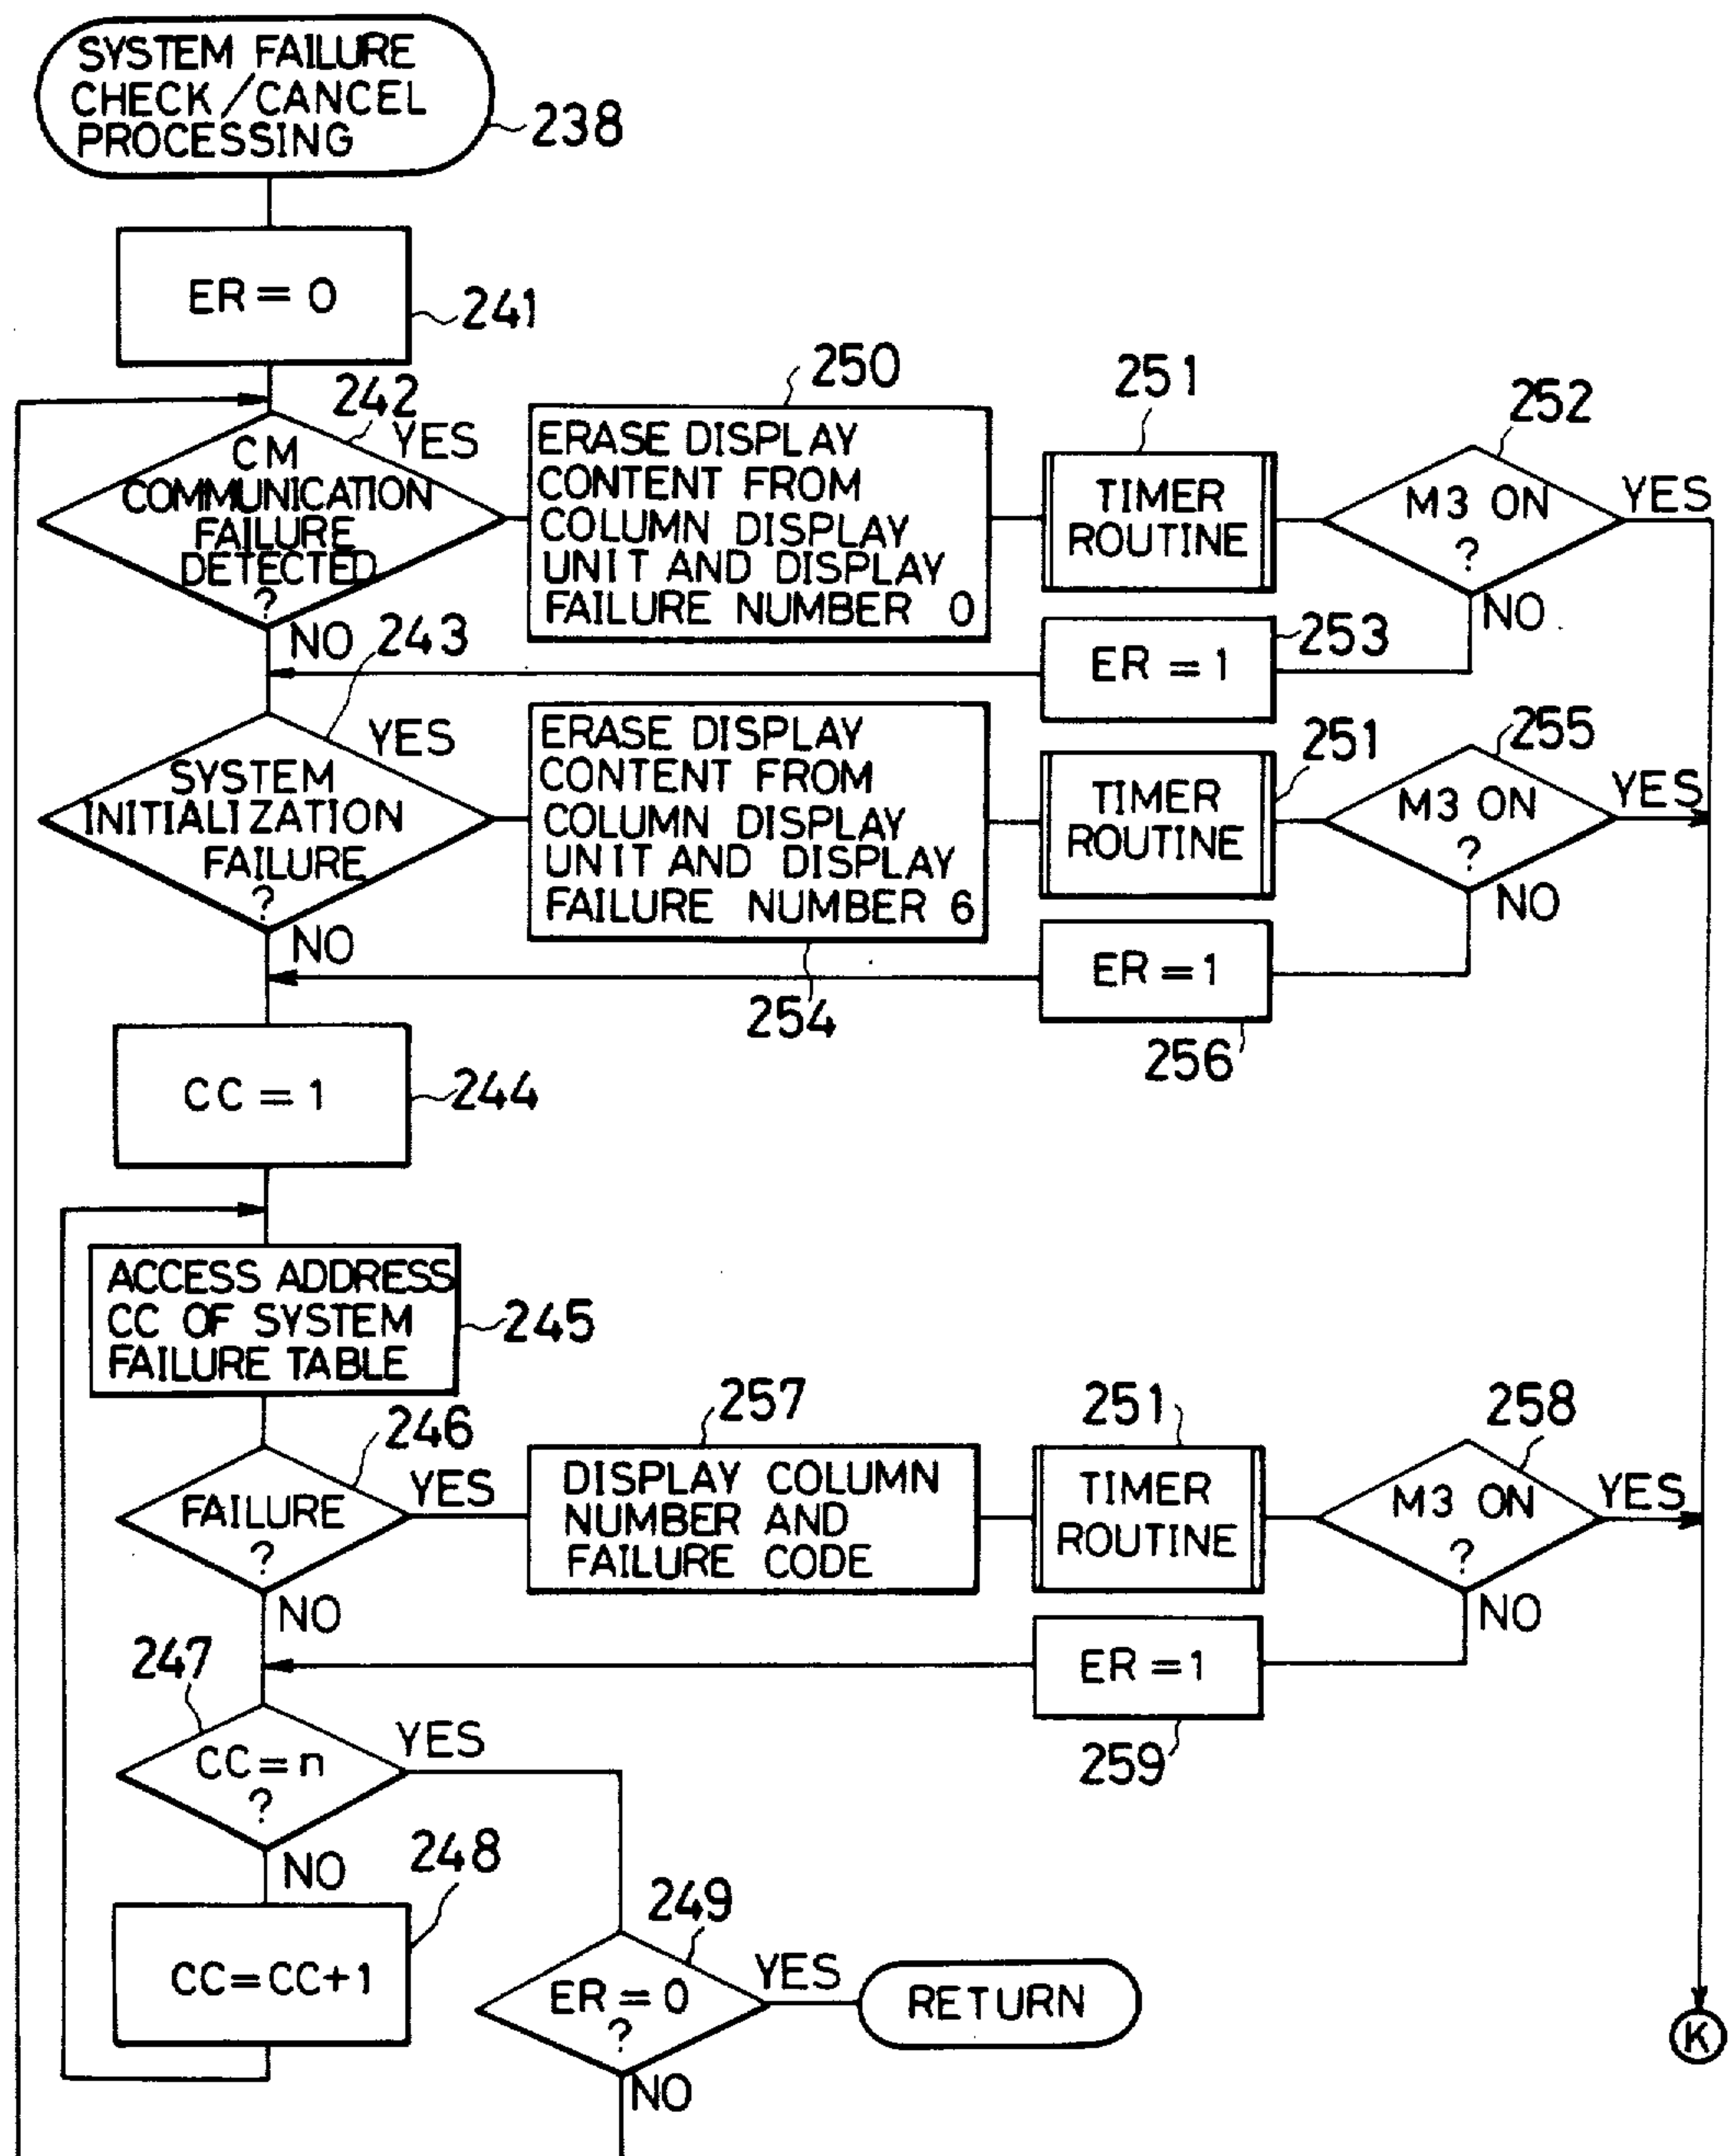 SYSTEM FAILURE
CHECK/CANCEL
PROCESSING
238
ER = 0
241
242
YES
CM
COMMUNICATION
FAILURE
DETECTED
?
NO
250
ERASE DISPLAY
CONTENT FROM
COLUMN DISPLAY
UNIT AND DISPLAY
FAILURE NUMBER 0
251
TIMER
ROUTINE
252
M3 ON
?
YES
NO
253
ER = 1
243
YES
SYSTEM
INITIALIZATION
FAILURE
?
NO
ERASE DISPLAY
CONTENT FROM
COLUMN DISPLAY
UNIT AND DISPLAY
FAILURE NUMBER 6
254
251
TIMER
ROUTINE
255
M3 ON
?
YES
NO
ER = 1
256
CC = 1
244
ACCESS ADDRESS
CC OF SYSTEM
FAILURE TABLE
245
246
FAILURE
?
YES
NO
257
DISPLAY COLUMN
NUMBER AND
FAILURE CODE
251
TIMER
ROUTINE
258
M3 ON
?
YES
NO
ER = 1
259
247
CC = n
?
YES
NO
248
CC=CC+1
249
ER = 0
?
YES
RETURN
NO
K